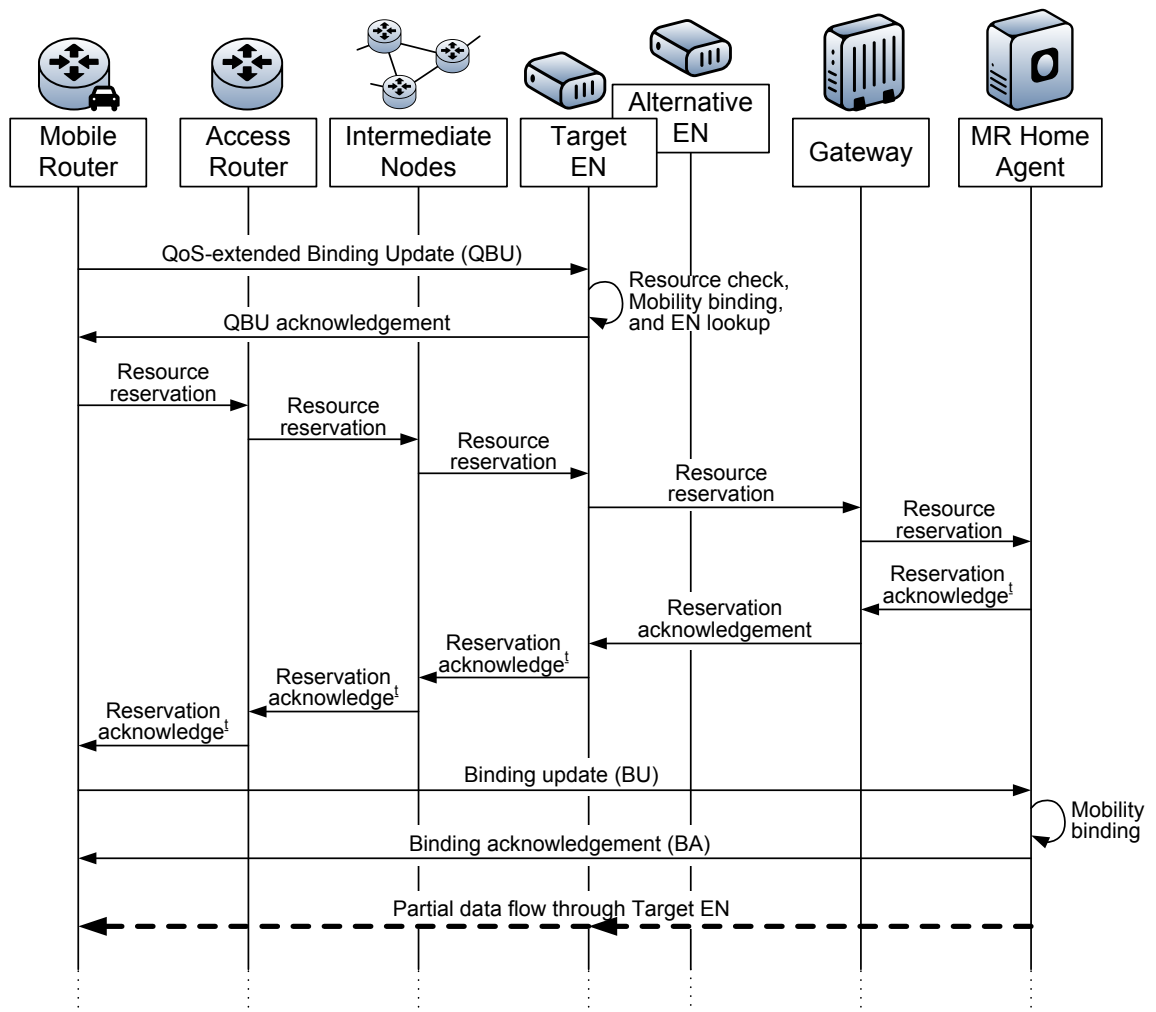 Mobile
Router
Access
Router
Intermediate
Nodes
Target
EN
Alternative
EN
Gateway
MR Home
Agent
QoS-extended Binding Update (QBU)
Resource check,
Mobility binding,
and EN lookup
QBU acknowledgement
Resource
reservation
Resource
reservation
Resource
reservation
Resource
reservation
Resource
reservation
Reservation
acknowledge<u>t</u>
Reservation
acknowledgement
Reservation
acknowledge<u>t</u>
Reservation
acknowledge<u>t</u>
Reservation
acknowledge<u>t</u>
Binding update (BU)
Mobility
binding
Binding acknowledgement (BA)
Partial data flow through Target EN